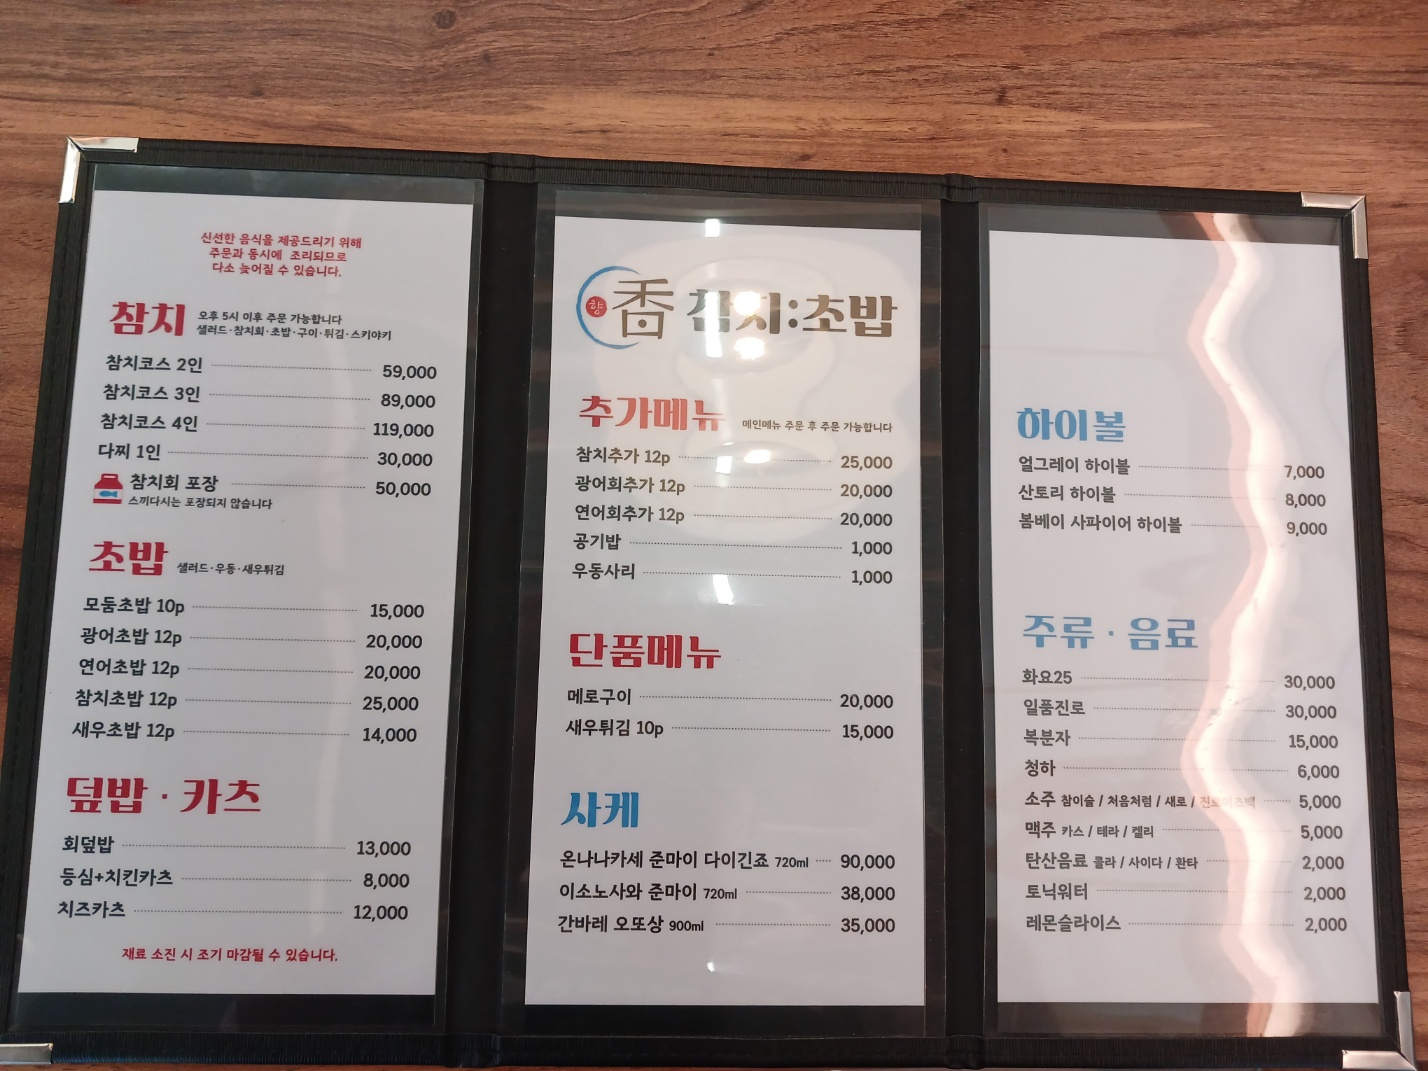 신선한 음식을 제공드리기 위해
주문과 동시에 조리되므로
다소 늦어질 수 있습니다.
참치 오후 5시 이후 주문 가능합니다
샐러드·참치회·초밥·구이·튀김·스키야키
참치코스 2인 59,000
참치코스 3인 89,000
참치코스 4인 119,000
다찌 1인 30,000
참치회 포장 50,000
스끼다시는 포장되지 않습니다
초밥 샐러드·우동·새우튀김
모둠초밥 10p 15,000
광어초밥 12p 20,000
연어초밥 12p 20,000
참치초밥 12p 25,000
새우초밥 12p 14,000
덮밥·카츠
회덮밥 13,000
등심+치킨카츠 8,000
치즈카츠 12,000
재료 소진 시 조기 마감될 수 있습니다.
향 香 참치:초밥
추가메뉴 메인메뉴 주문 후 주문 가능합니다
참치추가 12p 25,000
광어회추가 12p 20,000
연어회추가 12p 20,000
공기밥 1,000
우동사리 1,000
단품메뉴
메로구이 20,000
새우튀김 10p 15,000
사케
온나나카세 준마이 다이긴죠 720ml 90,000
이소노사와 준마이 720ml 38,000
간바레 오또상 900ml 35,000
하이볼
얼그레이 하이볼 7,000
산토리 하이볼 8,000
봄베이 사파이어 하이볼 9,000
주류·음료
화요25 30,000
일품진로 30,000
복분자 15,000
청하 6,000
소주 참이슬 / 처음처럼 / 새로 / 진로이즈백 5,000
맥주 카스 / 테라 / 켈리 5,000
탄산음료 콜라 / 사이다 / 환타 2,000
토닉워터 2,000
레몬슬라이스 2,000